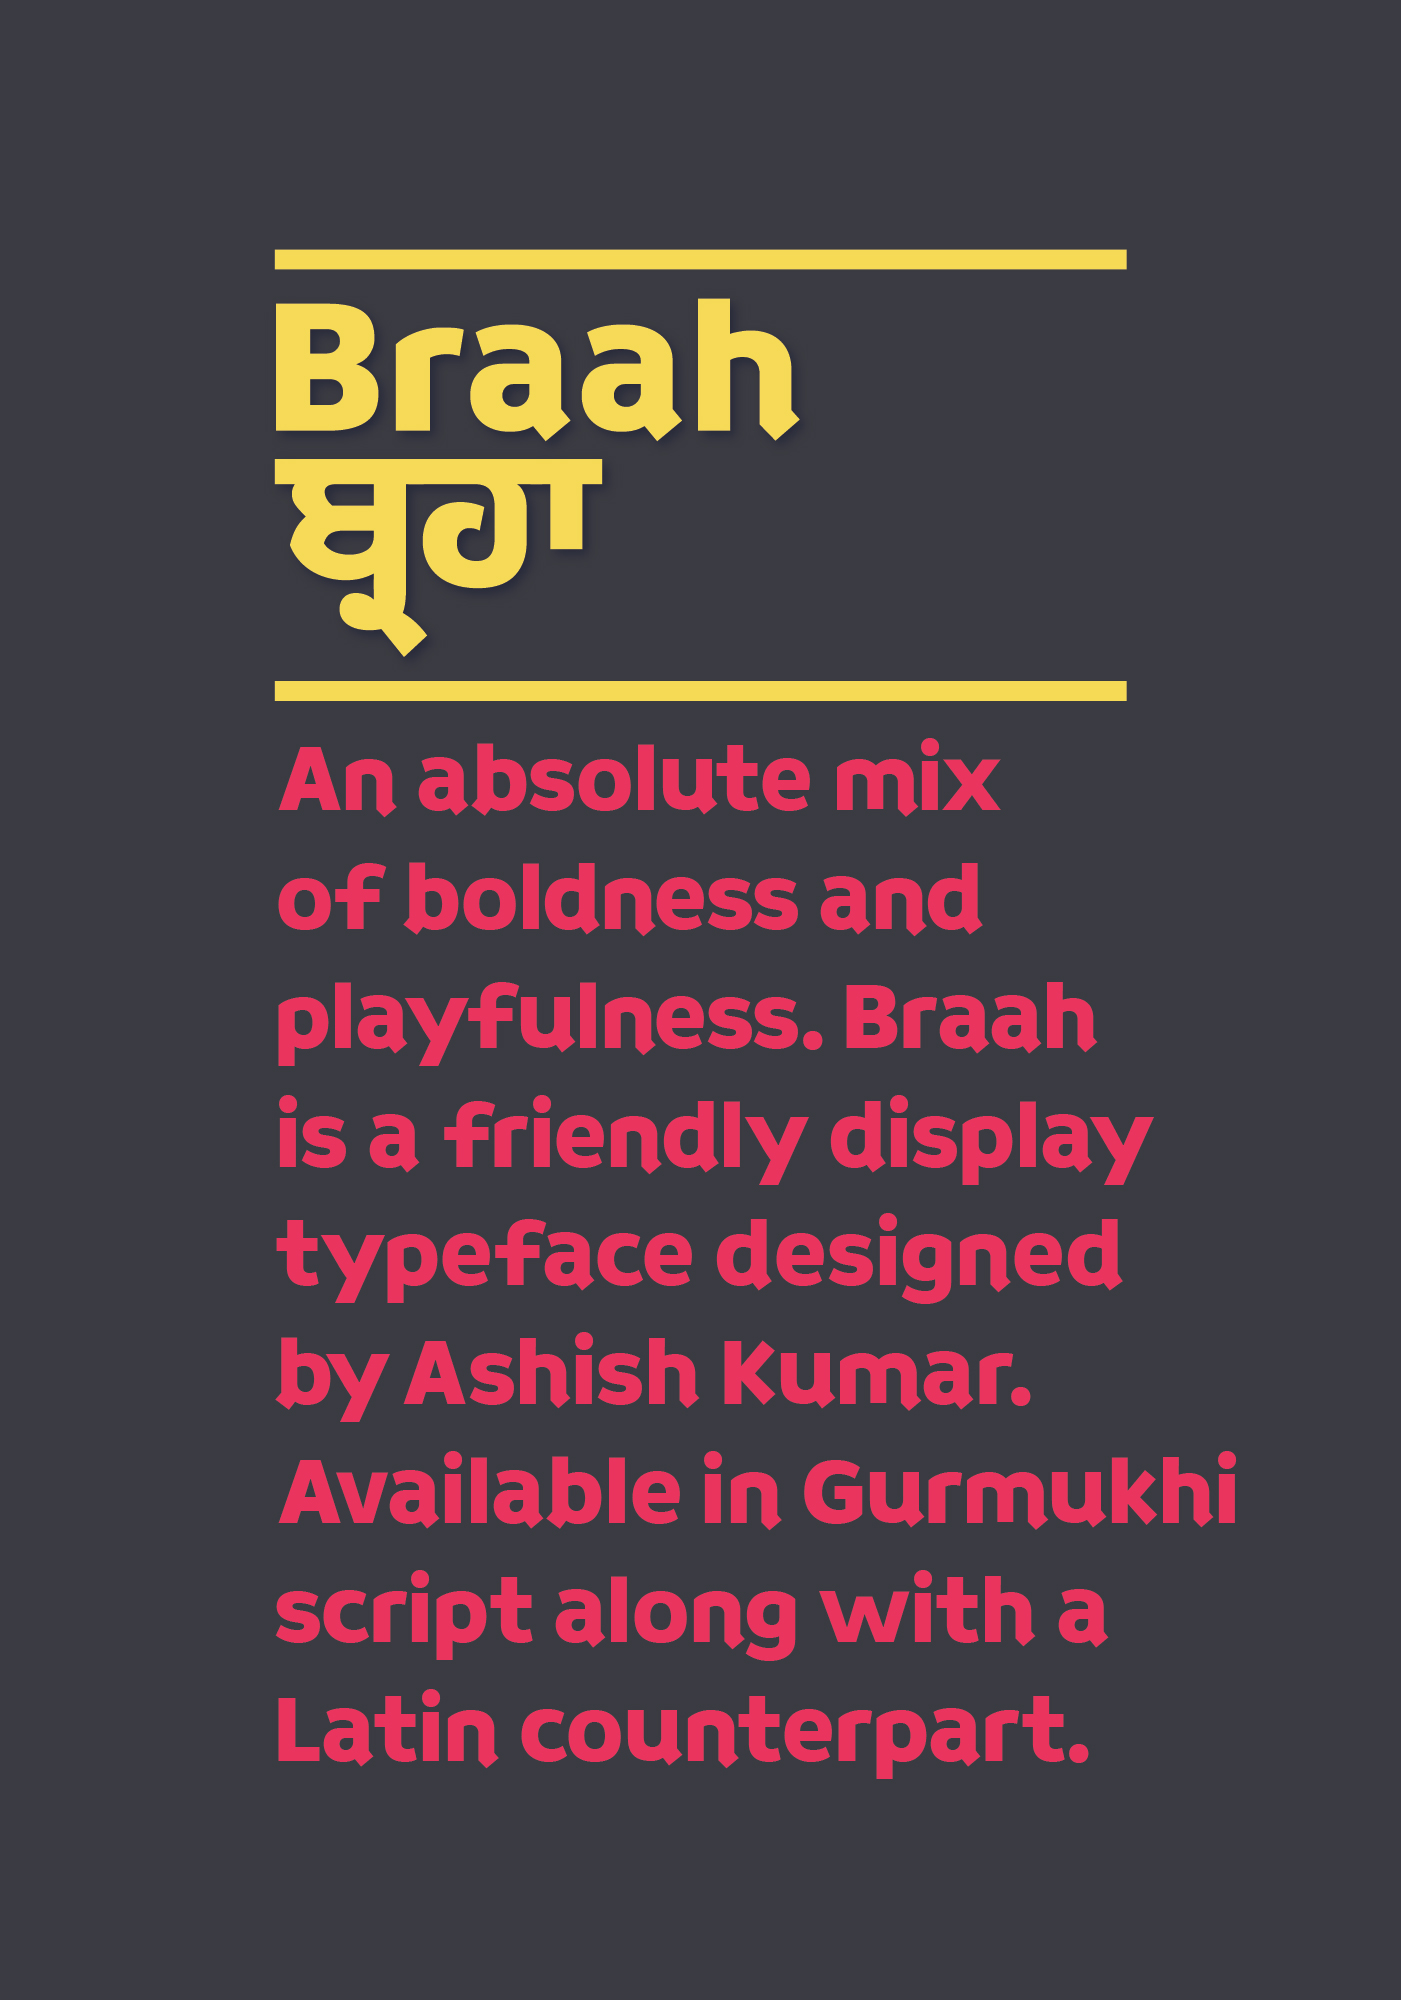 Braah
ਬ੍ਰਹਾ
An absolute mix
of boldness and
playfulness. Braah
is a friendly display
typeface designed
by Ashish Kumar.
Available in Gurmukhi
script along with a
Latin counterpart.